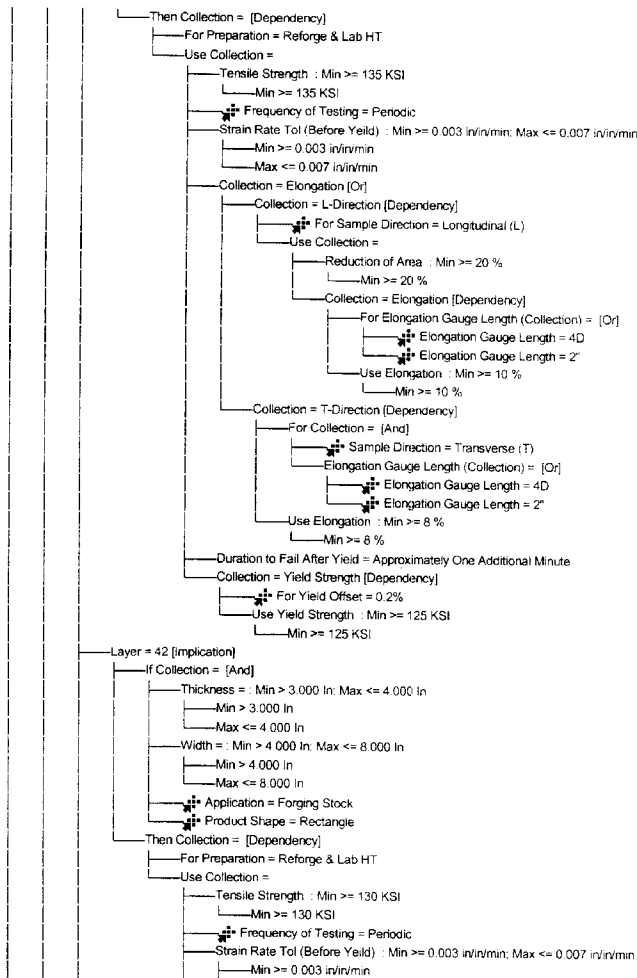 Then Collection = [Dependency]
For Preparation = Reforge & Lab HT
Use Collection =
Tensile Strength : Min >= 135 KSI
Min >= 135 KSI
Frequency of Testing = Periodic
Strain Rate Tol (Before Yeild) : Min >= 0.003 in/in/min; Max <= 0.007 in/in/min
Min >= 0.003 in/in/min
Max <= 0.007 in/in/min
Collection = Elongation [Or]
Collection = L-Direction [Dependency]
For Sample Direction = Longitudinal (L)
Use Collection =
Reduction of Area : Min >= 20 %
Min >= 20 %
Collection = Elongation [Dependency]
For Elongation Gauge Length (Collection) = [Or]
Elongation Gauge Length = 4D
Elongation Gauge Length = 2"
Use Elongation : Min >= 10 %
Min >= 10 %
Collection = T-Direction [Dependency]
For Collection = [And]
Sample Direction = Transverse (T)
Elongation Gauge Length (Collection) = [Or]
Elongation Gauge Length = 4D
Elongation Gauge Length = 2"
Use Elongation : Min >= 8 %
Min >= 8 %
Duration to Fail After Yield = Approximately One Additional Minute
Collection = Yield Strength [Dependency]
For Yield Offset = 0.2%
Use Yield Strength : Min >= 125 KSI
Min >= 125 KSI
Layer = 42 [Implication]
If Collection = [And]
Thickness = : Min > 3.000 In; Max <= 4.000 In
Min > 3.000 In
Max <= 4.000 In
Width = : Min > 4.000 In; Max <= 8.000 In
Min > 4.000 In
Max <= 8.000 In
Application = Forging Stock
Product Shape = Rectangle
Then Collection = [Dependency]
For Preparation = Reforge & Lab HT
Use Collection =
Tensile Strength : Min >= 130 KSI
Min >= 130 KSI
Frequency of Testing = Periodic
Strain Rate Tol (Before Yeild) : Min >= 0.003 in/in/min; Max <= 0.007 in/in/min
Min >= 0.003 in/in/min